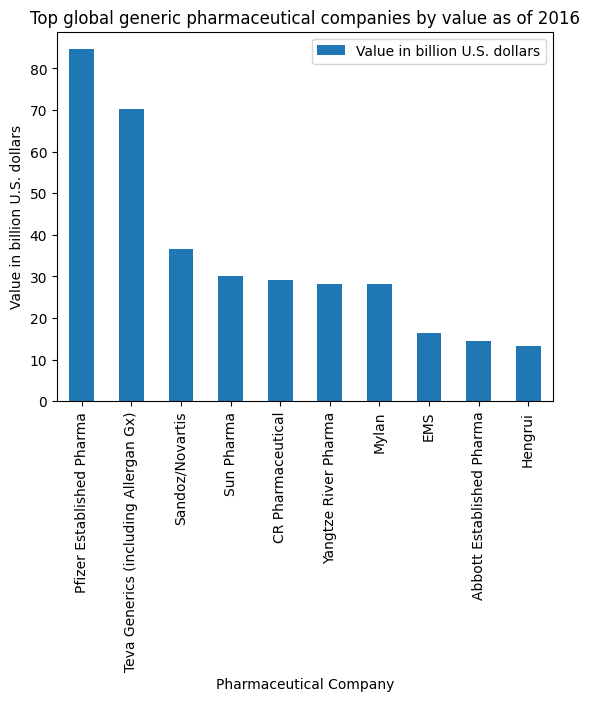 Top global generic pharmaceutical companies by value as of 2016
Value in billion U.S. dollars
Value in billion U.S. dollars
80
70
60
50
40
30
20
10
0
Pfizer Established Pharma
Teva Generics (including Allergan Gx)
Sandoz/Novartis
Sun Pharma
CR Pharmaceutical
Yangtze River Pharma
Mylan
EMS
Abbott Established Pharma
Hengrui
Pharmaceutical Company